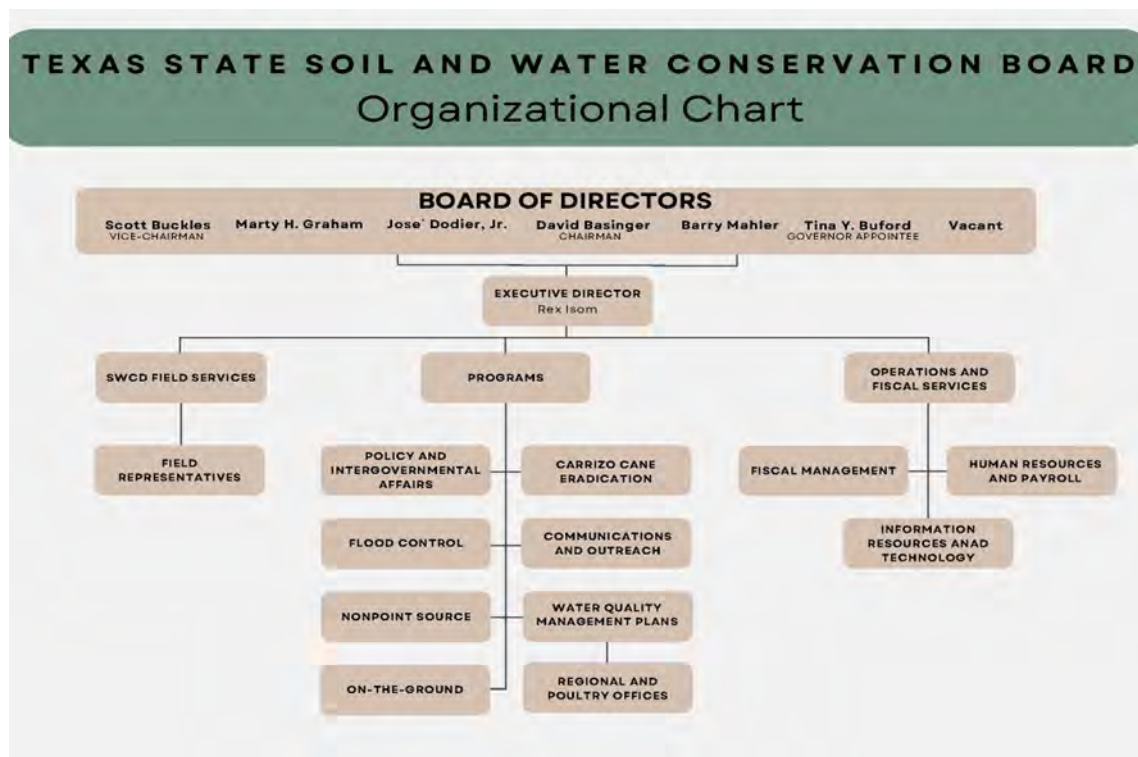 TEXAS STATE SOIL AND WATER CONSERVATION BOARD
Organizational Chart
BOARD OF DIRECTORS
Scott Buckles
VICE-CHAIRMAN
Marty H. Graham
Jose´ Dodier, Jr.
David Basinger
CHAIRMAN
Barry Mahler
Tina Y. Buford
GOVERNOR APPOINTEE
Vacant
EXECUTIVE DIRECTOR
Rex Isom
SWCD FIELD SERVICES
PROGRAMS
OPERATIONS AND
FISCAL SERVICES
FIELD
REPRESENTATIVES
POLICY AND
INTERGOVERNMENTAL
AFFAIRS
CARRIZO CANE
ERADICATION
FISCAL MANAGEMENT
HUMAN RESOURCES
AND PAYROLL
FLOOD CONTROL
COMMUNICATIONS
AND OUTREACH
INFORMATION
RESOURCES ANAD
TECHNOLOGY
NONPOINT SOURCE
WATER QUALITY
MANAGEMENT PLANS
ON-THE-GROUND
REGIONAL AND
POULTRY OFFICES